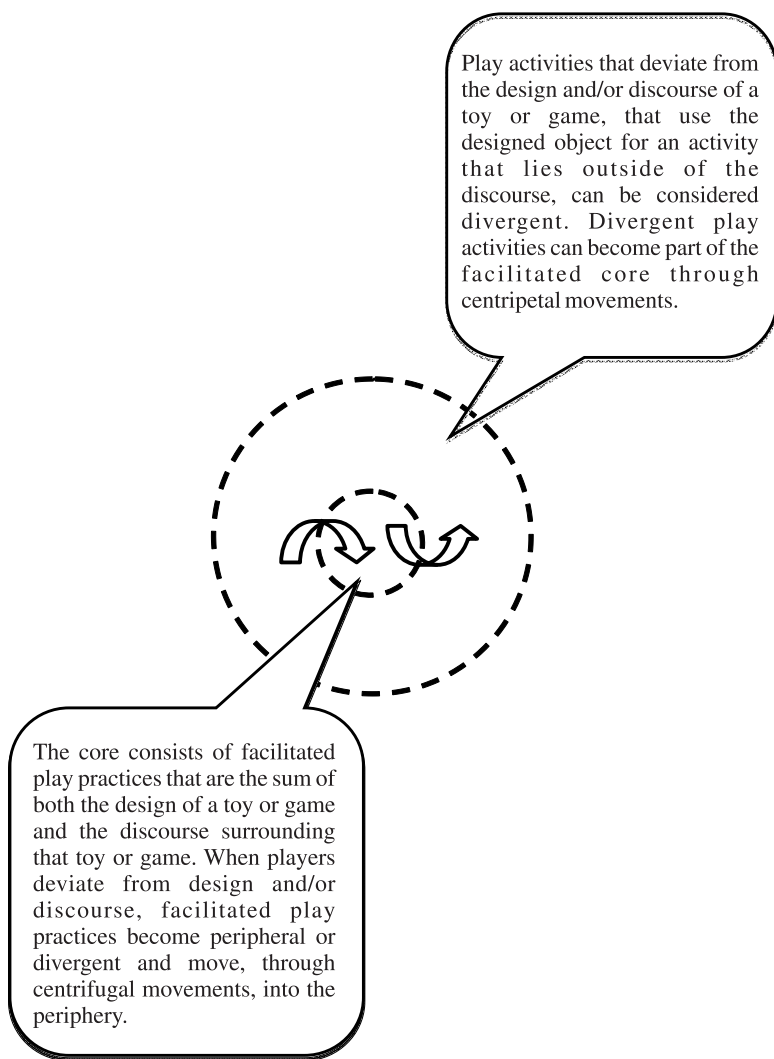 Play activities that deviate from
the design and/or discourse of a
toy or game, that use the
designed object for an activity
that lies outside of the
discourse, can be considered
divergent. Divergent play
activities can become part of the
facilitated core through
centripetal movements.
The core consists of facilitated
play practices that are the sum of
both the design of a toy or game
and the discourse surrounding
that toy or game. When players
deviate from design and/or
discourse, facilitated play
practices become peripheral or
divergent and move, through
centrifugal movements, into the
periphery.